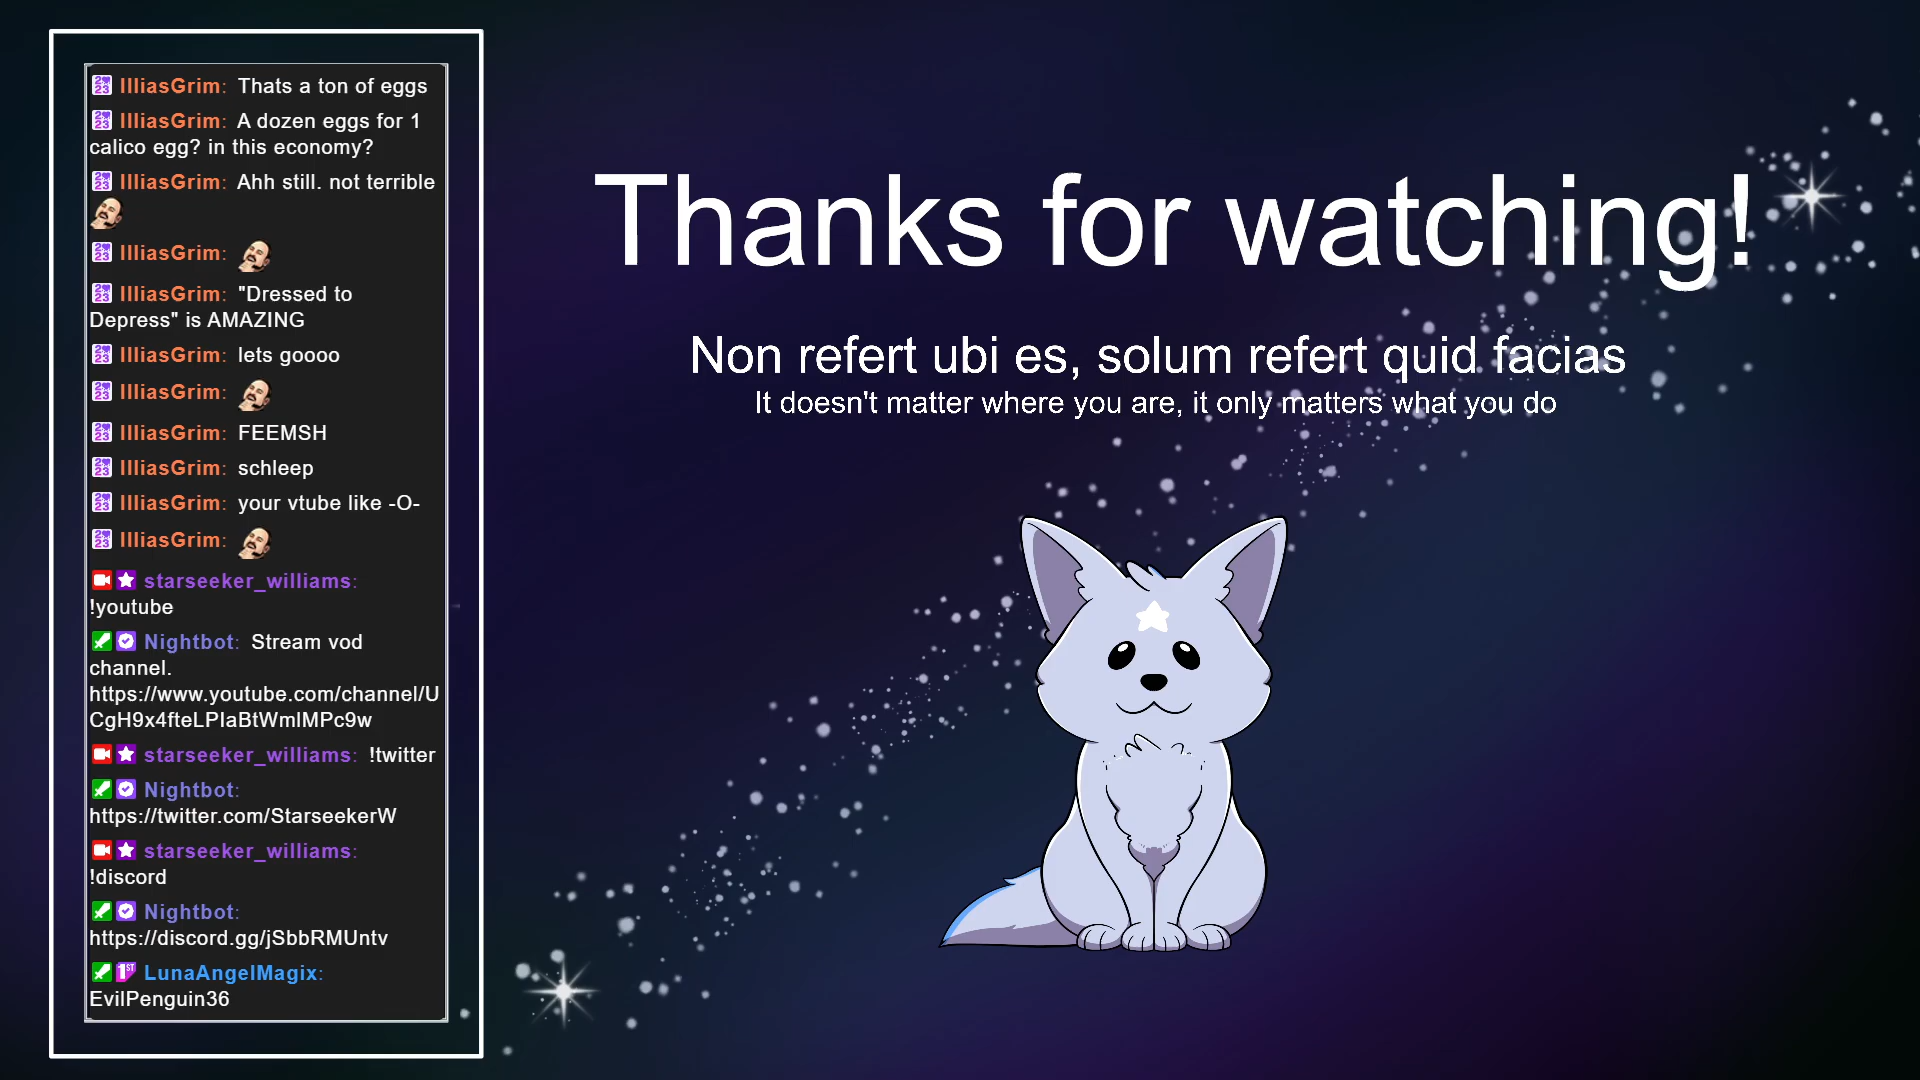 IlliasGrim: Thats a ton of eggs
IlliasGrim: A dozen eggs for 1
calico egg? in this economy?
IlliasGrim: Ahh still. not terrible
IlliasGrim:
IlliasGrim: "Dressed to
Depress" is AMAZING
IlliasGrim: lets goooo
IlliasGrim:
IlliasGrim: FEEMSH
IlliasGrim: schleep
IlliasGrim: your vtube like -O-
IlliasGrim:
starseeker_williams:
!youtube
Nightbot: Stream vod
channel.
https://www.youtube.com/channel/U
CgH9x4fteLPIaBtWmIMPc9w
starseeker_williams: !twitter
Nightbot:
https://twitter.com/StarseekerW
starseeker_williams:
!discord
Nightbot:
https://discord.gg/jSbbRMUntv
LunaAngelMagix:
EvilPenguin36
Thanks for watching!
Non refert ubi es, solum refert quid facias
It doesn't matter where you are, it only matters what you do